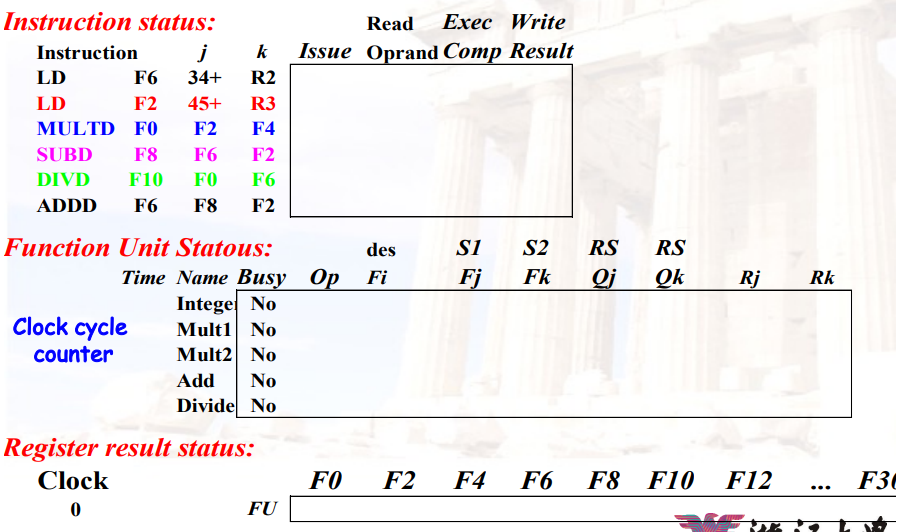 Instruction status: Read Exec Write
Instruction j k Issue Oprand Comp Result
LD F6 34+ R2
LD F2 45+ R3
MULTD F0 F2 F4
SUBD F8 F6 F2
DIVD F10 F0 F6
ADDD F6 F8 F2
Function Unit Statous: des S1 S2 RS RS
Time Name Busy Op Fi Fj Fk Qj Qk Rj Rk
Integer No
Clock cycle counter
Mult1 No
Mult2 No
Add No
Divide No
Register result status:
Clock F0 F2 F4 F6 F8 F10 F12 ...
0 FU